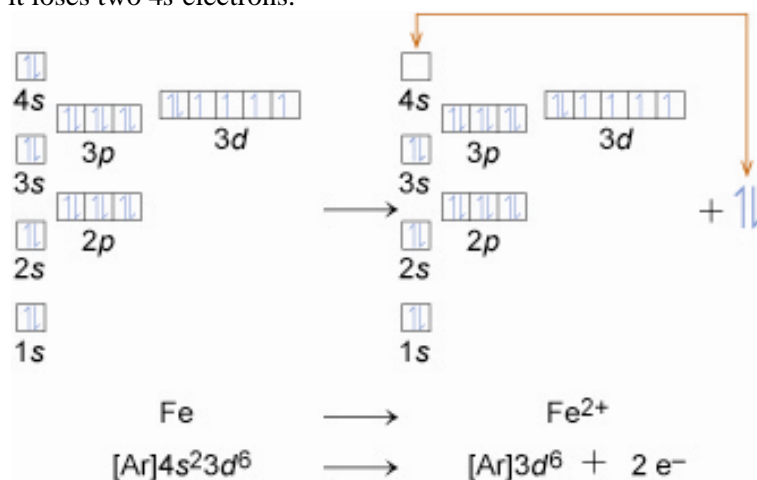 it loses two 4s electrons.
4s 4s
3p 3d 3p 3d
3s 3s
+
2p 2p
2s 2s
1s 1s
Fe ⟶ Fe²⁺
[Ar]4s²3d⁶ ⟶ [Ar]3d⁶ + 2 e⁻